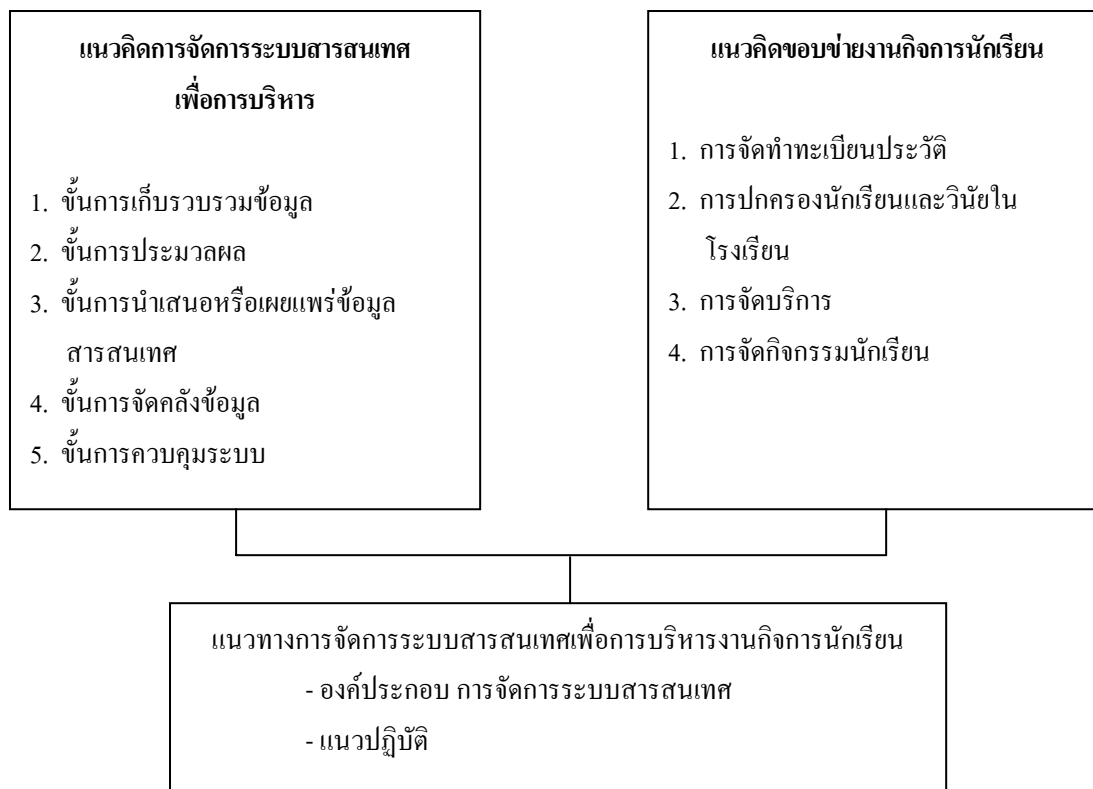 แนวคิดการจัดการระบบสารสนเทศ
เพื่อการบริหาร
1. ขั้นการเก็บรวบรวมข้อมูล
2. ขั้นการประมวลผล
3. ขั้นการนำเสนอหรือเผยแพร่ข้อมูล
สารสนเทศ
4. ขั้นการจัดคลังข้อมูล
5. ขั้นการควบคุมระบบ
แนวคิดขอบข่ายงานกิจการนักเรียน
1. การจัดทำทะเบียนประวัติ
2. การปกครองนักเรียนและวินัยใน
โรงเรียน
3. การจัดบริการ
4. การจัดกิจกรรมนักเรียน
แนวทางการจัดการระบบสารสนเทศเพื่อการบริหารงานกิจการนักเรียน
- องค์ประกอบ การจัดการระบบสารสนเทศ
- แนวปฏิบัติ